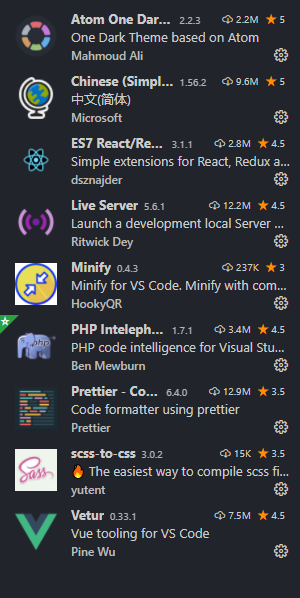 Atom One Dar... 2.2.3 2.2M 5
One Dark Theme based on Atom
Mahmoud Ali
Chinese (Simpl... 1.56.2 9.6M 5
中文(简体)
Microsoft
ES7 React/Re... 3.1.1 2.8M 4.5
Simple extensions for React, Redux a...
dsznajder
Live Server 5.6.1 12.2M 4.5
Launch a development local Server ...
Ritwick Dey
Minify 0.4.3 237K 3
Minify for VS Code. Minify with com...
HookyQR
PHP Inteleph... 1.7.1 3.4M 4.5
PHP code intelligence for Visual Stu...
Ben Mewburn
Prettier - Co... 6.4.0 12.9M 3.5
Code formatter using prettier
Prettier
scss-to-css 3.0.2 15K 3.5
🔥 The easiest way to compile scss fi...
yutent
Vetur 0.33.1 7.5M 4.5
Vue tooling for VS Code
Pine Wu
php
Sass